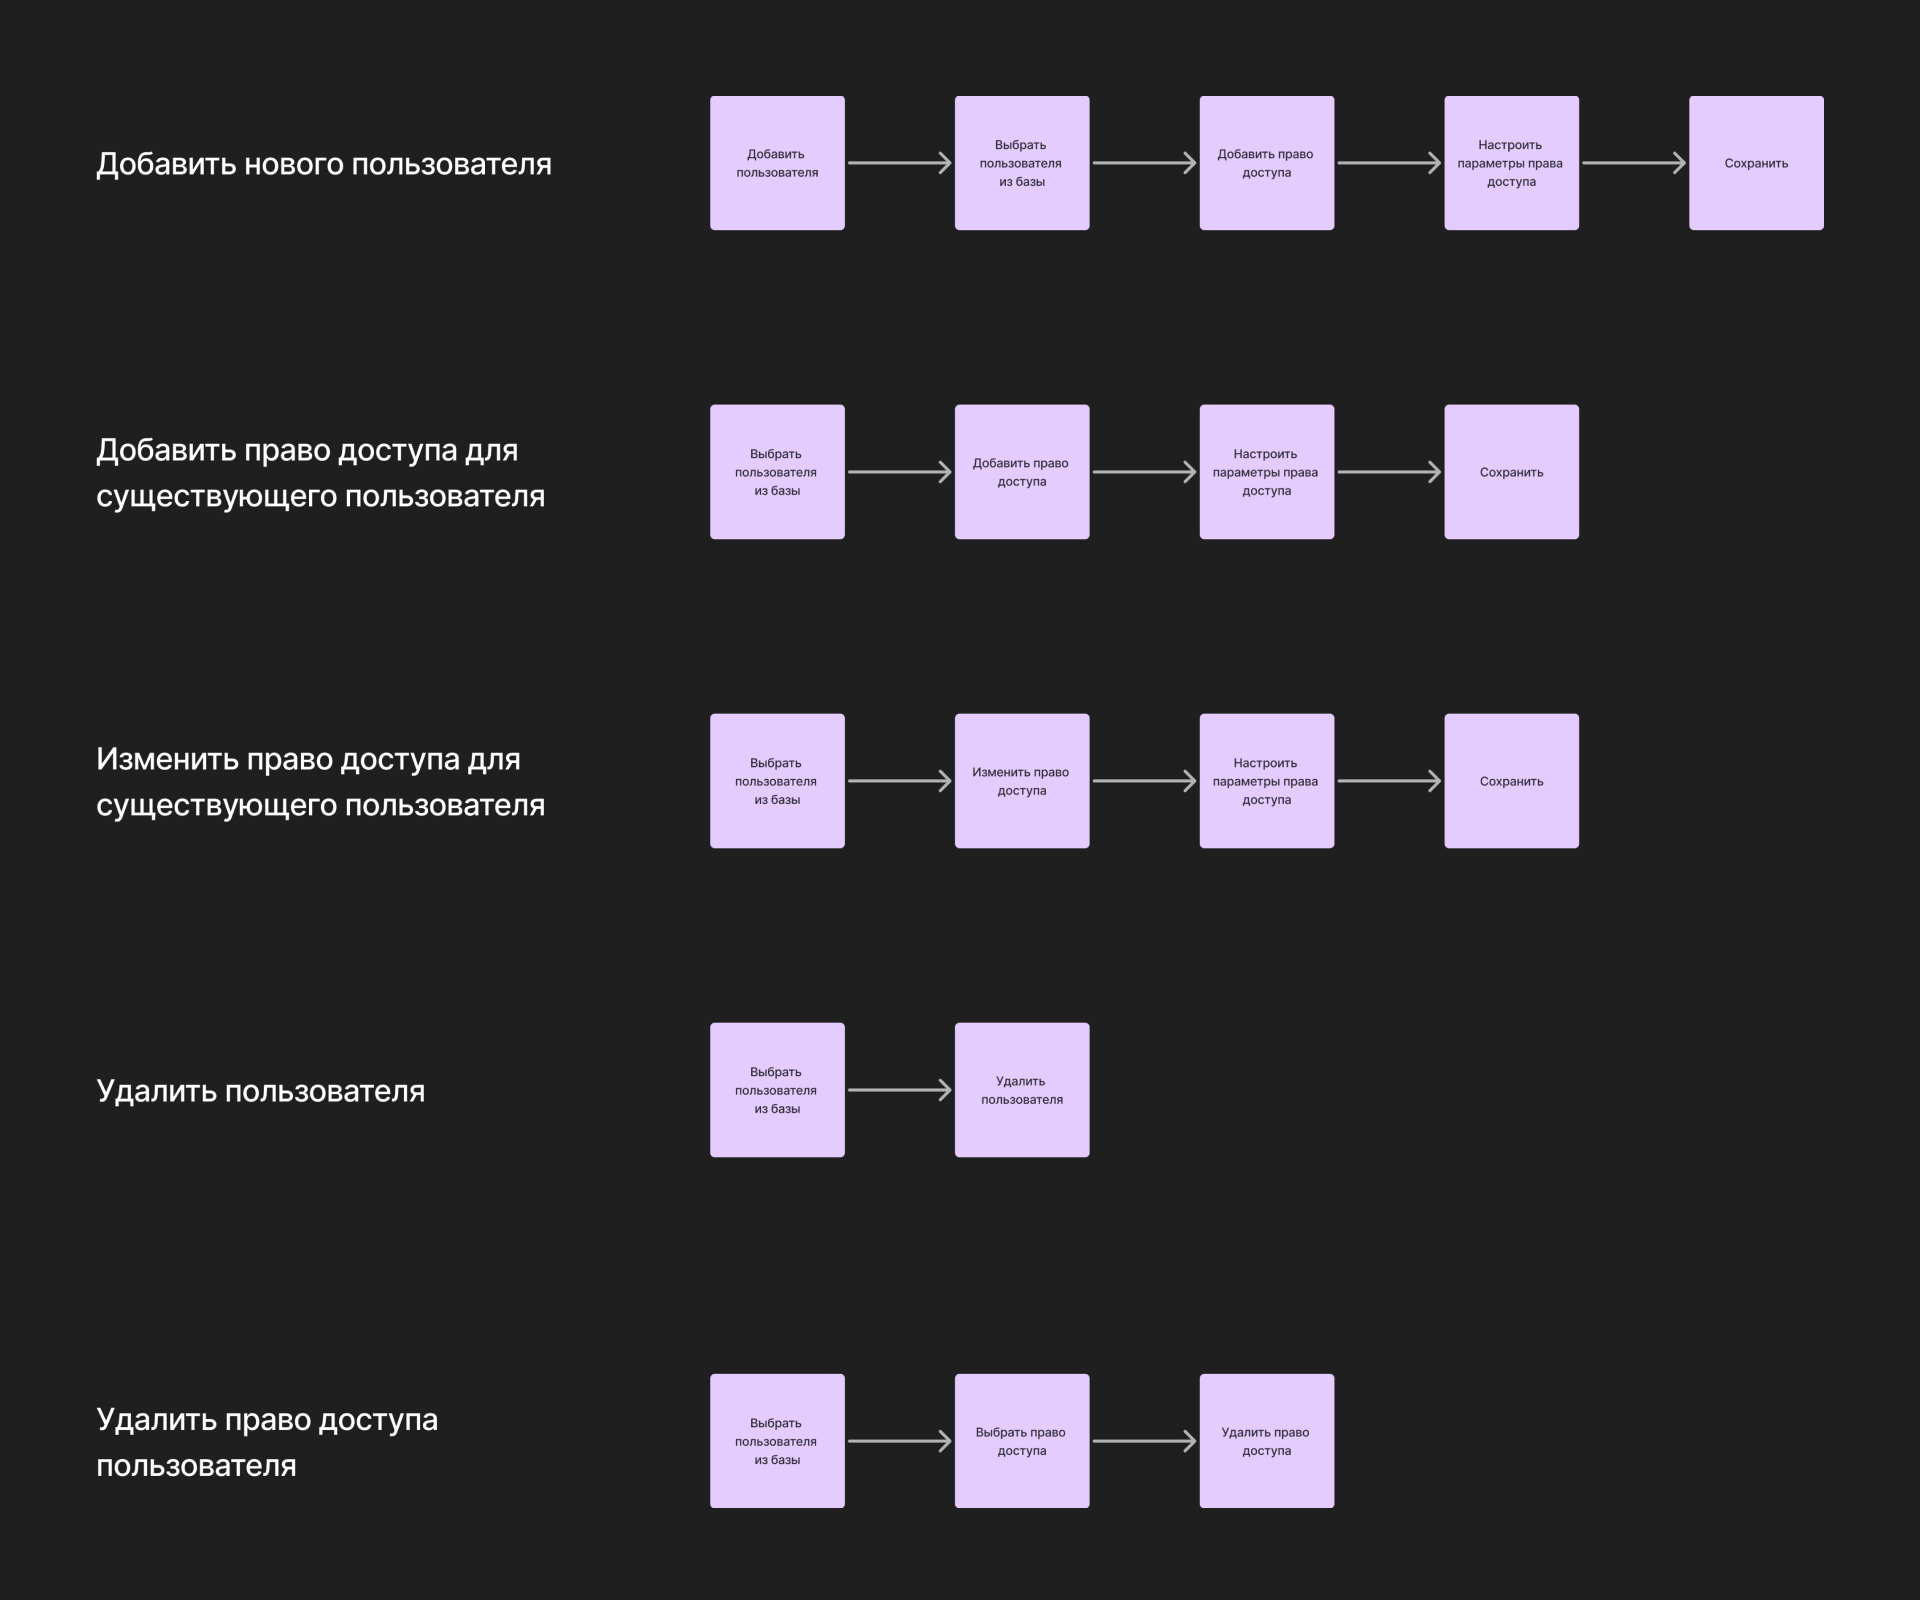 Добавить нового пользователя
Добавить
пользователя
Выбрать
пользователя
из базы
Добавить право
доступа
Настроить
параметры права
доступа
Сохранить
Добавить право доступа для
существующего пользователя
Выбрать
пользователя
из базы
Добавить право
доступа
Настроить
параметры права
доступа
Сохранить
Изменить право доступа для
существующего пользователя
Выбрать
пользователя
из базы
Изменить право
доступа
Настроить
параметры права
доступа
Сохранить
Удалить пользователя
Выбрать
пользователя
из базы
Удалить
пользователя
Удалить право доступа
пользователя
Выбрать
пользователя
из базы
Выбрать право
доступа
Удалить право
доступа